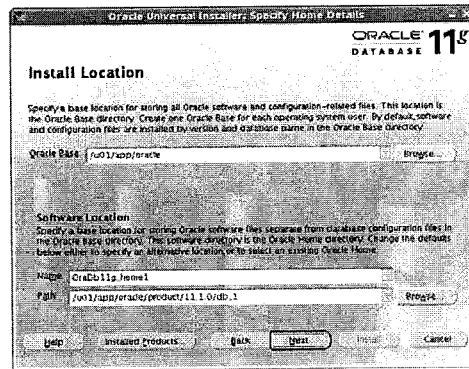 Oracle Universal Installer: Specify Home Details
ORACLE
DATABASE 11g
Install Location
Specify a base location for storing all Oracle software and configuration-related files. This location is
the Oracle Base directory. Create one Oracle Base for each operating system user. By default, software
and configuration files are installed by version and database name in the Oracle Base directory.
Oracle Base: /u01/app/oracle Browse...
Software Location
Specify a base location for storing Oracle software files separate from database configuration files in
the Oracle Base directory. This software directory is the Oracle Home directory. Change the defaults
below either to specify an alternative location or to select an existing Oracle Home.
Name: OraDb11g_home1
Path: /u01/app/oracle/product/11.1.0/db_1 Browse...
Help Installed Products... Back Next Install Cancel